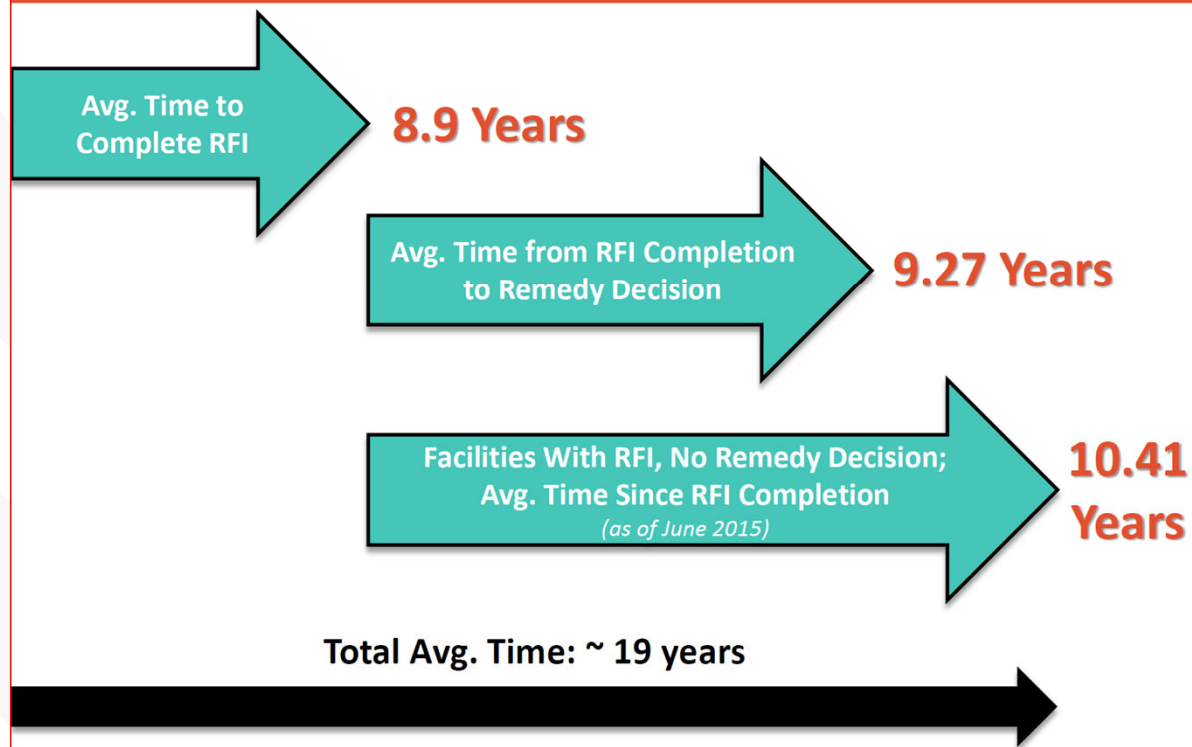 Avg. Time to
Complete RFI
8.9 Years
Avg. Time from RFI Completion
to Remedy Decision
9.27 Years
Facilities With RFI, No Remedy Decision;
Avg. Time Since RFI Completion
(as of June 2015)
10.41
Years
Total Avg. Time: ~ 19 years